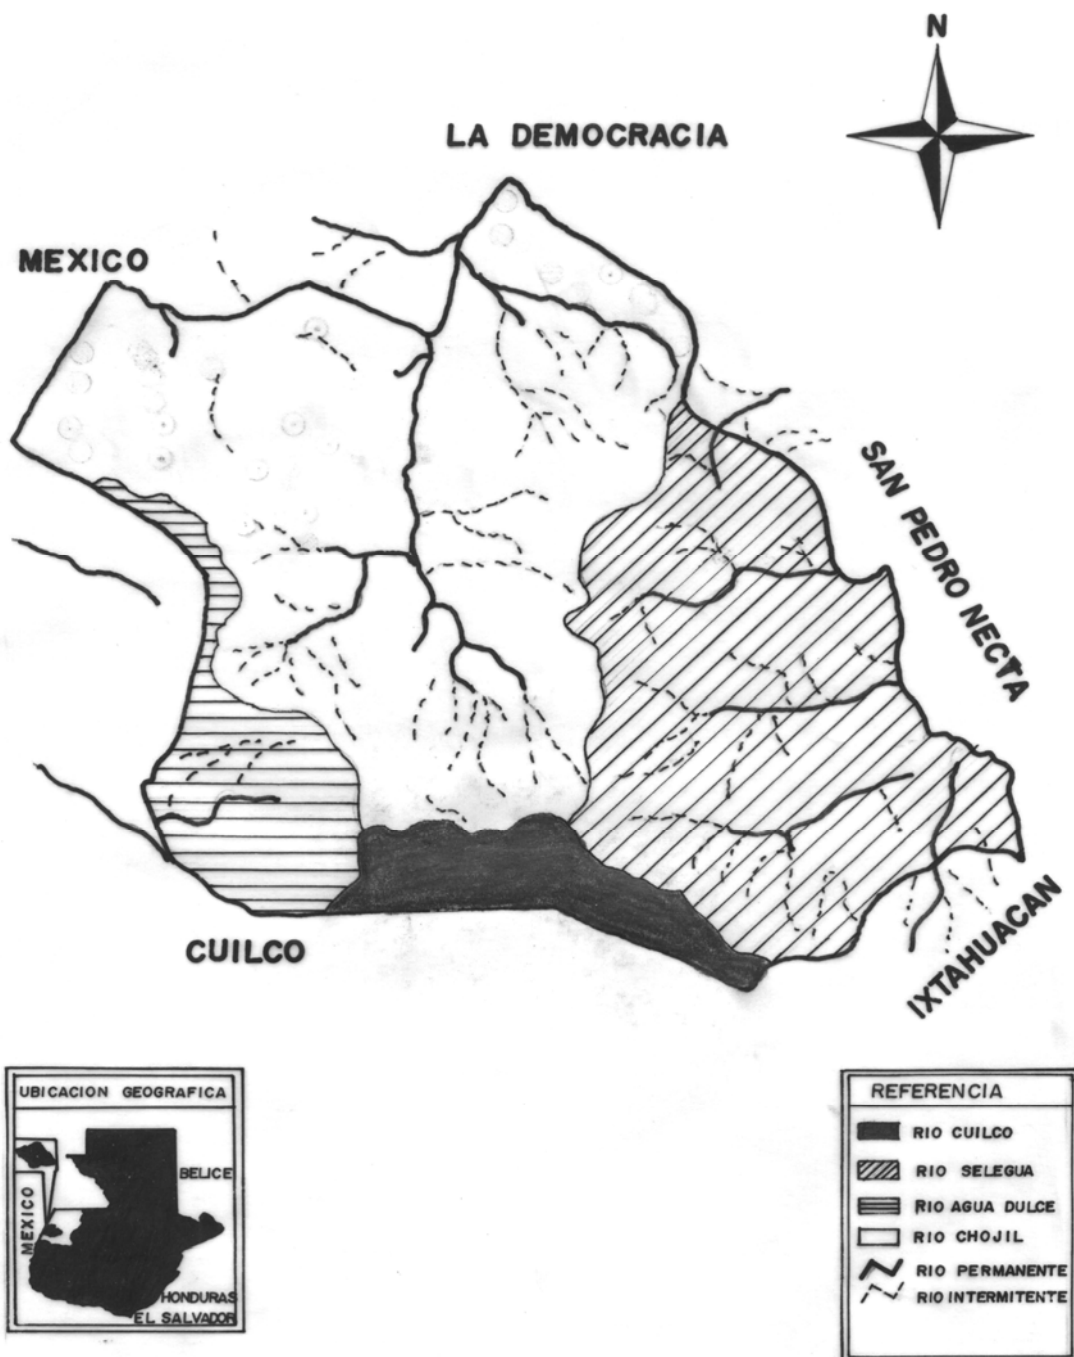 N
LA DEMOCRACIA
MEXICO
SAN PEDRO NECTA
CUILCO
IXTAHUACAN
UBICACION GEOGRAFICA
BELICE
MEXICO
HONDURAS
EL SALVADOR
REFERENCIA
RIO CUILCO
RIO SELEGUA
RIO AGUA DULCE
RIO CHOJIL
RIO PERMANENTE
RIO INTERMITENTE